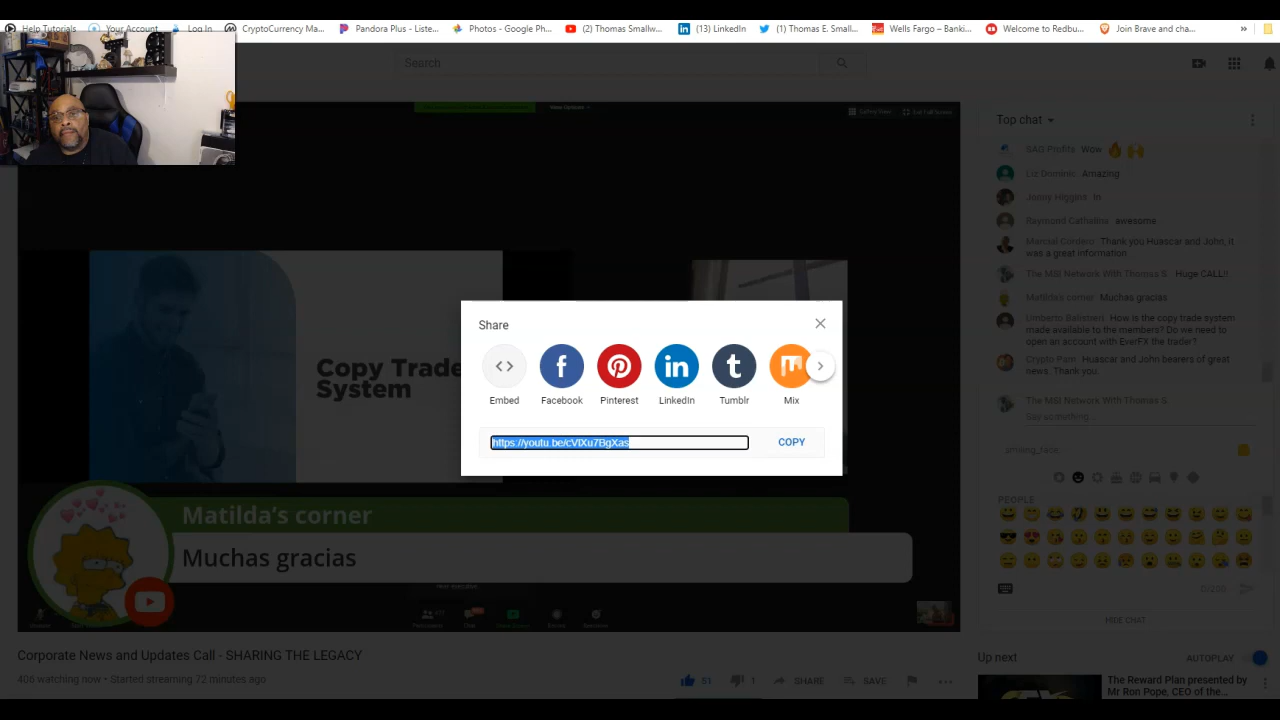 Help Tutorials
Your Account
Log In
CryptoCurrency Ma...
Pandora Plus - Liste...
Photos - Google Ph...
(2) Thomas Smallw...
(13) LinkedIn
(1) Thomas E. Small...
Wells Fargo – Banki...
Welcome to Redbu...
Join Brave and cha...
»
Search
Top chat
Wow
Liz Dominii Amazing
Jonny Higgins in
Raymond Cathelins awesome
Marcial Cordero Thank you Huascar and John, it
was a great information
The MSI Network With Thomas S Huge CALL!!
Matilda's corner Muchas gracias
Umberto Balistreri How is the copy trade system
made available to the members? Do we need to
open an account with EverFX the trader?
Crypto Pam Huascar and John bearers of great
news. Thank you.
The MSI Network With Thomas S
Say something...
PEOPLE
HIDE CHAT
Copy Trade
System
Share
Embed
Facebook
Pinterest
LinkedIn
Tumblr
Mix
https://youtu.be/cVlXu7BgXas
COPY
Matilda's corner
Muchas gracias
Corporate News and Updates Call - SHARING THE LEGACY
406 watching now • Started streaming 72 minutes ago
51
1
SHARE
SAVE
Up next
AUTOPLAY
The Reward Plan presented by
Mr Ron Pope, CEO of the...